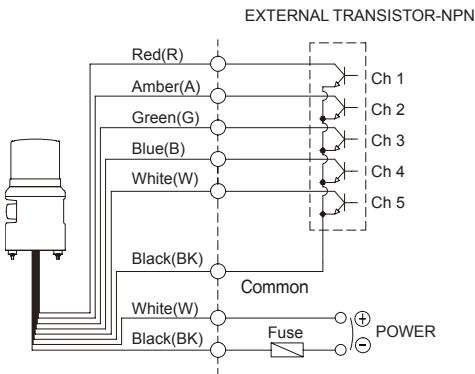 EXTERNAL TRANSISTOR-NPN
Red(R)
Ch 1
Amber(A)
Ch 2
Green(G)
Ch 3
Blue(B)
Ch 4
White(W)
Ch 5
Black(BK)
Common
White(W)
Fuse
+
POWER
Black(BK)
−